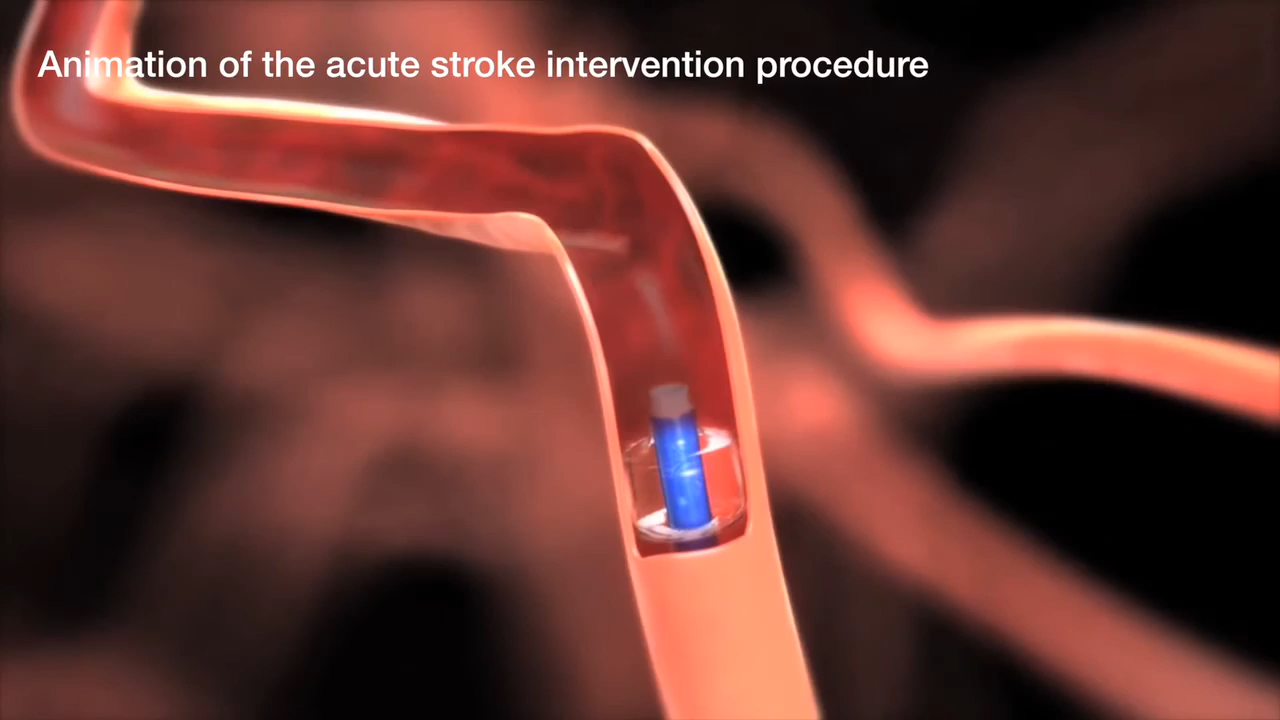 Animation of the acute stroke intervention procedure